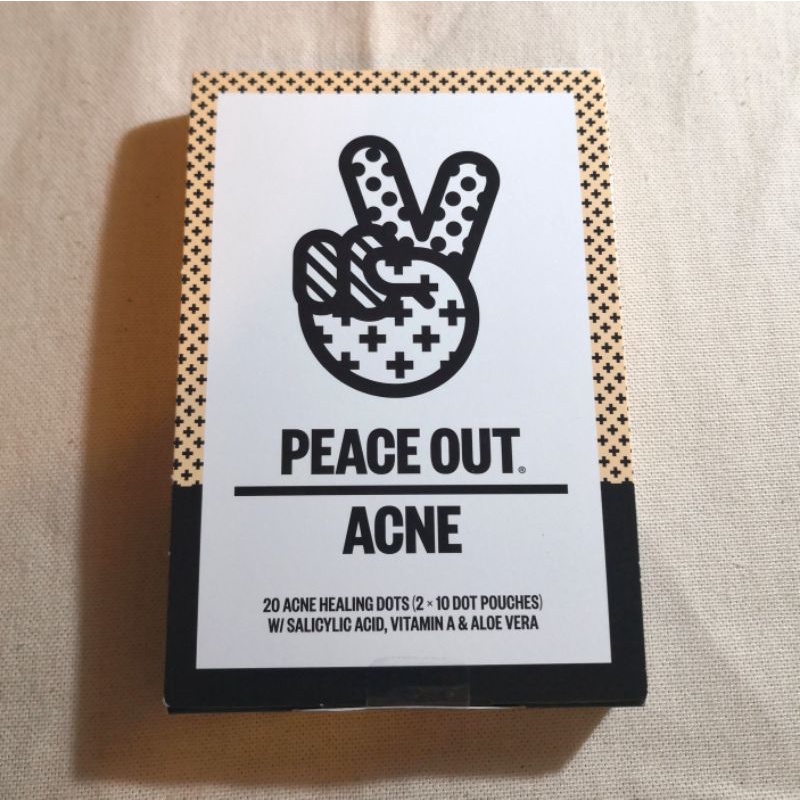 PEACE OUT®
ACNE
20 ACNE HEALING DOTS (2 × 10 DOT POUCHES)
W/ SALICYLIC ACID, VITAMIN A & ALOE VERA